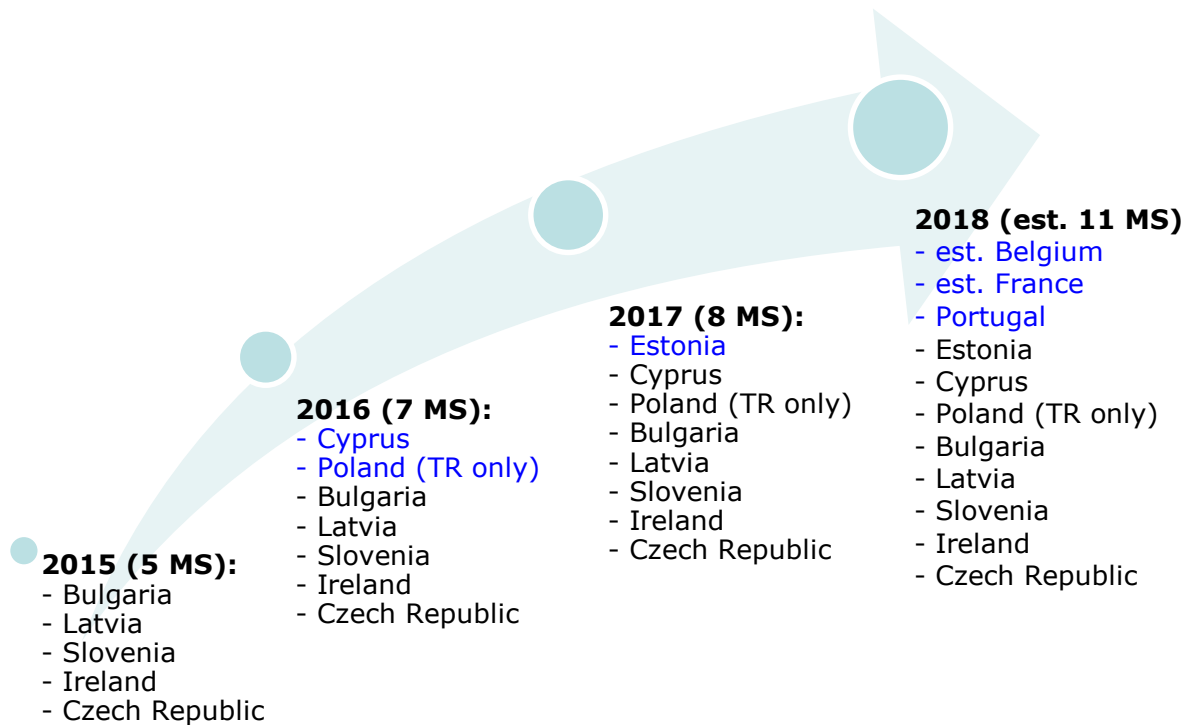 2015 (5 MS):
- Bulgaria
- Latvia
- Slovenia
- Ireland
- Czech Republic
2016 (7 MS):
- Cyprus
- Poland (TR only)
- Bulgaria
- Latvia
- Slovenia
- Ireland
- Czech Republic
2017 (8 MS):
- Estonia
- Cyprus
- Poland (TR only)
- Bulgaria
- Latvia
- Slovenia
- Ireland
- Czech Republic
2018 (est. 11 MS)
- est. Belgium
- est. France
- Portugal
- Estonia
- Cyprus
- Poland (TR only)
- Bulgaria
- Latvia
- Slovenia
- Ireland
- Czech Republic